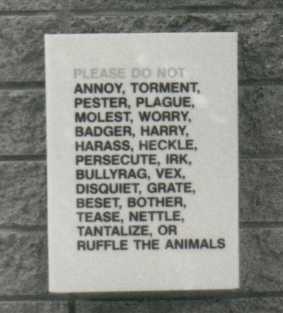 PLEASE DO NOT
ANNOY, TORMENT,
PESTER, PLAGUE,
MOLEST, WORRY,
BADGER, HARRY,
HARASS, HECKLE,
PERSECUTE, IRK,
BULLYRAG, VEX,
DISQUIET, GRATE,
BESET, BOTHER,
TEASE, NETTLE,
TANTALIZE, OR
RUFFLE THE ANIMALS